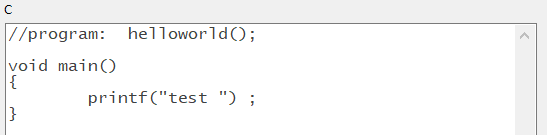 C
//program:  helloworld();
void main()
{
        printf("test ") ;
}